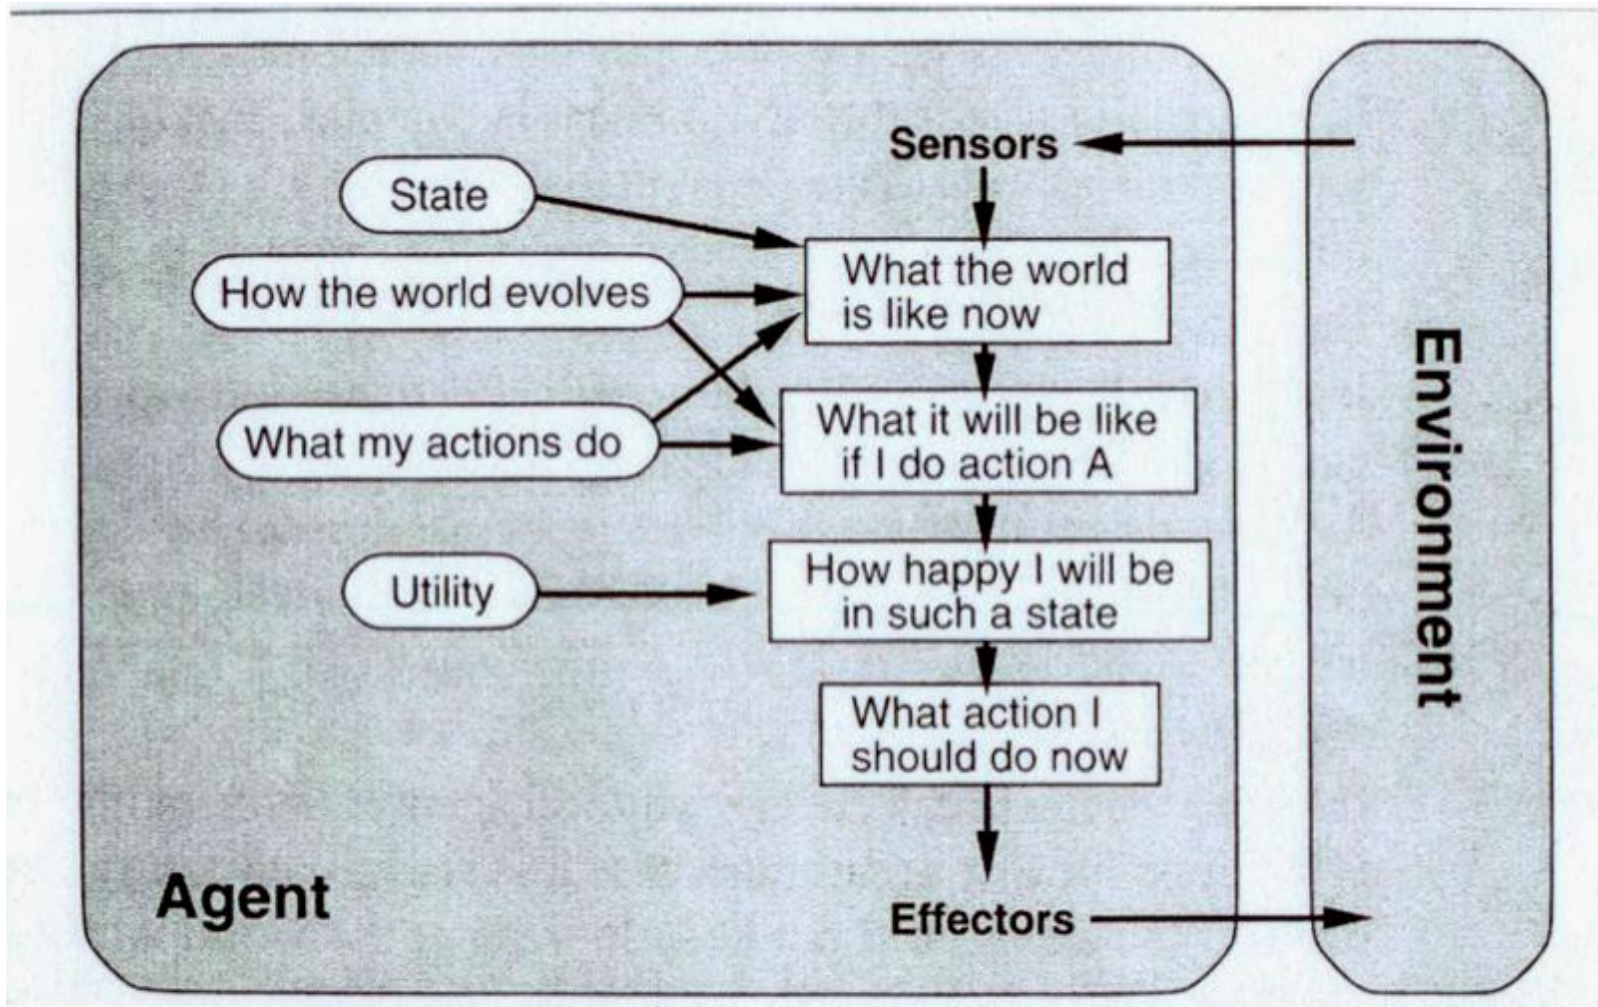 Sensors
State
What the world
is like now
How the world evolves
What it will be like
if I do action A
What my actions do
How happy I will be
in such a state
Utility
What action I
should do now
Agent
Effectors
Environment